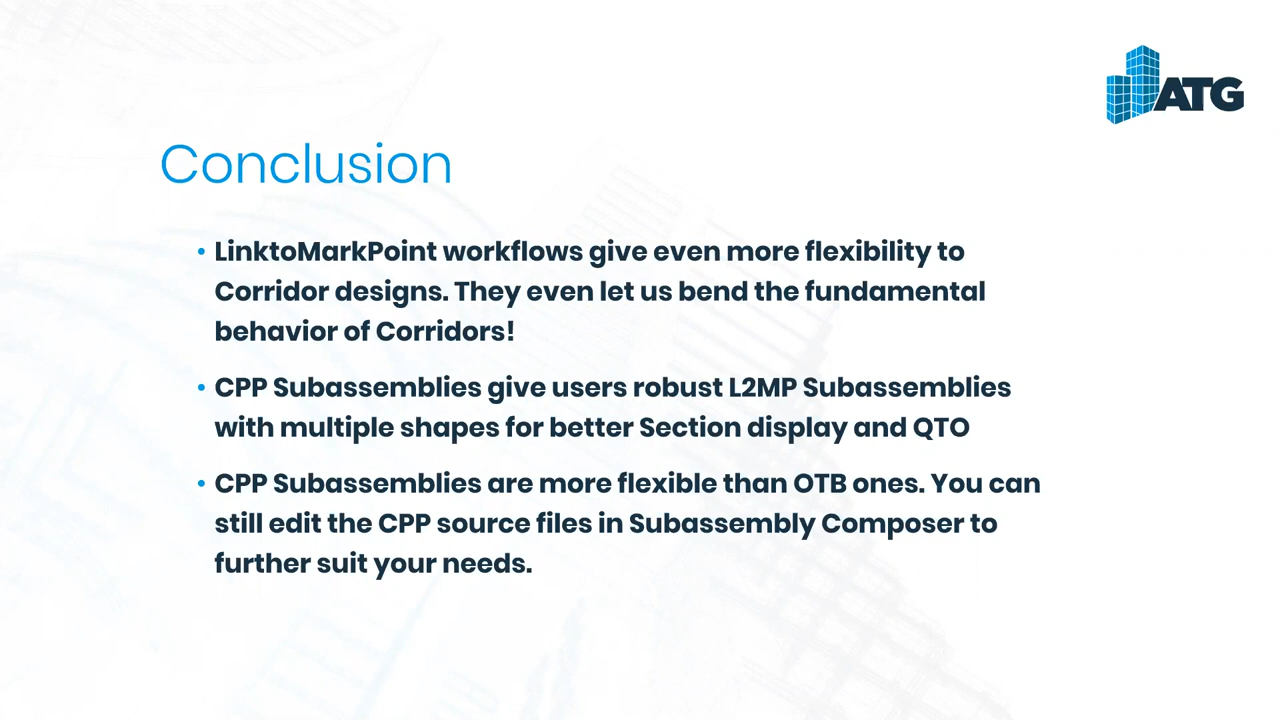 ATG
Conclusion
• LinktoMarkPoint workflows give even more flexibility to
Corridor designs. They even let us bend the fundamental
behavior of Corridors!
• CPP Subassemblies give users robust L2MP Subassemblies
with multiple shapes for better Section display and QTO
• CPP Subassemblies are more flexible than OTB ones. You can
still edit the CPP source files in Subassembly Composer to
further suit your needs.